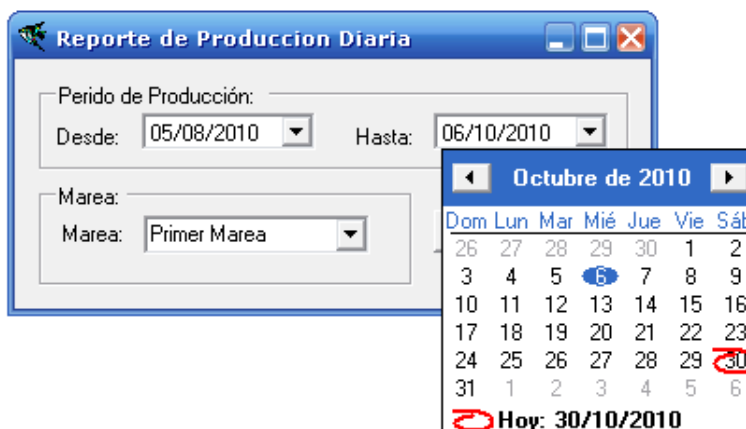 Reporte de Produccion Diaria
Perido de Producción:
Desde: 05/08/2010 Hasta: 06/10/2010
Octubre de 2010
Dom Lun Mar Mié Jue Vie Sáb
Marea:
Marea: Primer Marea
26 27 28 29 30 1 2
3 4 5 6 7 8 9
10 11 12 13 14 15 16
17 18 19 20 21 22 23
24 25 26 27 28 29 30
31 1 2 3 4 5 6
Hoy: 30/10/2010